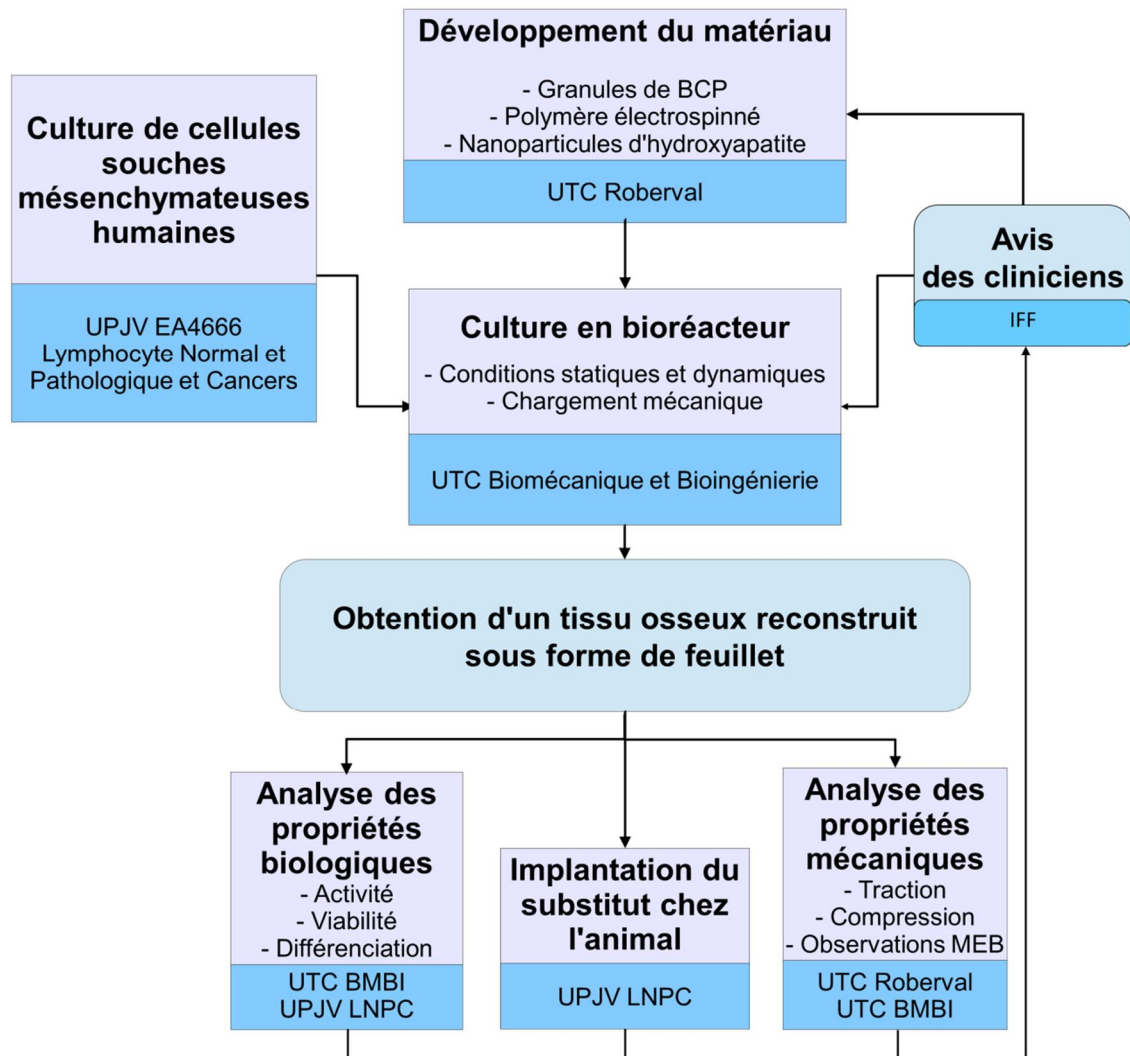 Développement du matériau
- Granules de BCP
- Polymère électrospinné
- Nanoparticules d'hydroxyapatite
UTC Roberval
Culture de cellules
souches
mésenchymateuses
humaines
UPJV EA4666
Lymphocyte Normal et
Pathologique et Cancers
Avis
des cliniciens
IFF
Culture en bioréacteur
- Conditions statiques et dynamiques
- Chargement mécanique
UTC Biomécanique et Bioingénierie
Obtention d'un tissu osseux reconstruit
sous forme de feuillet
Analyse des
propriétés
biologiques
- Activité
- Viabilité
- Différenciation
UTC BMBI
UPJV LNPC
Implantation du
substitut chez
l'animal
UPJV LNPC
Analyse des
propriétés
mécaniques
- Traction
- Compression
- Observations MEB
UTC Roberval
UTC BMBI